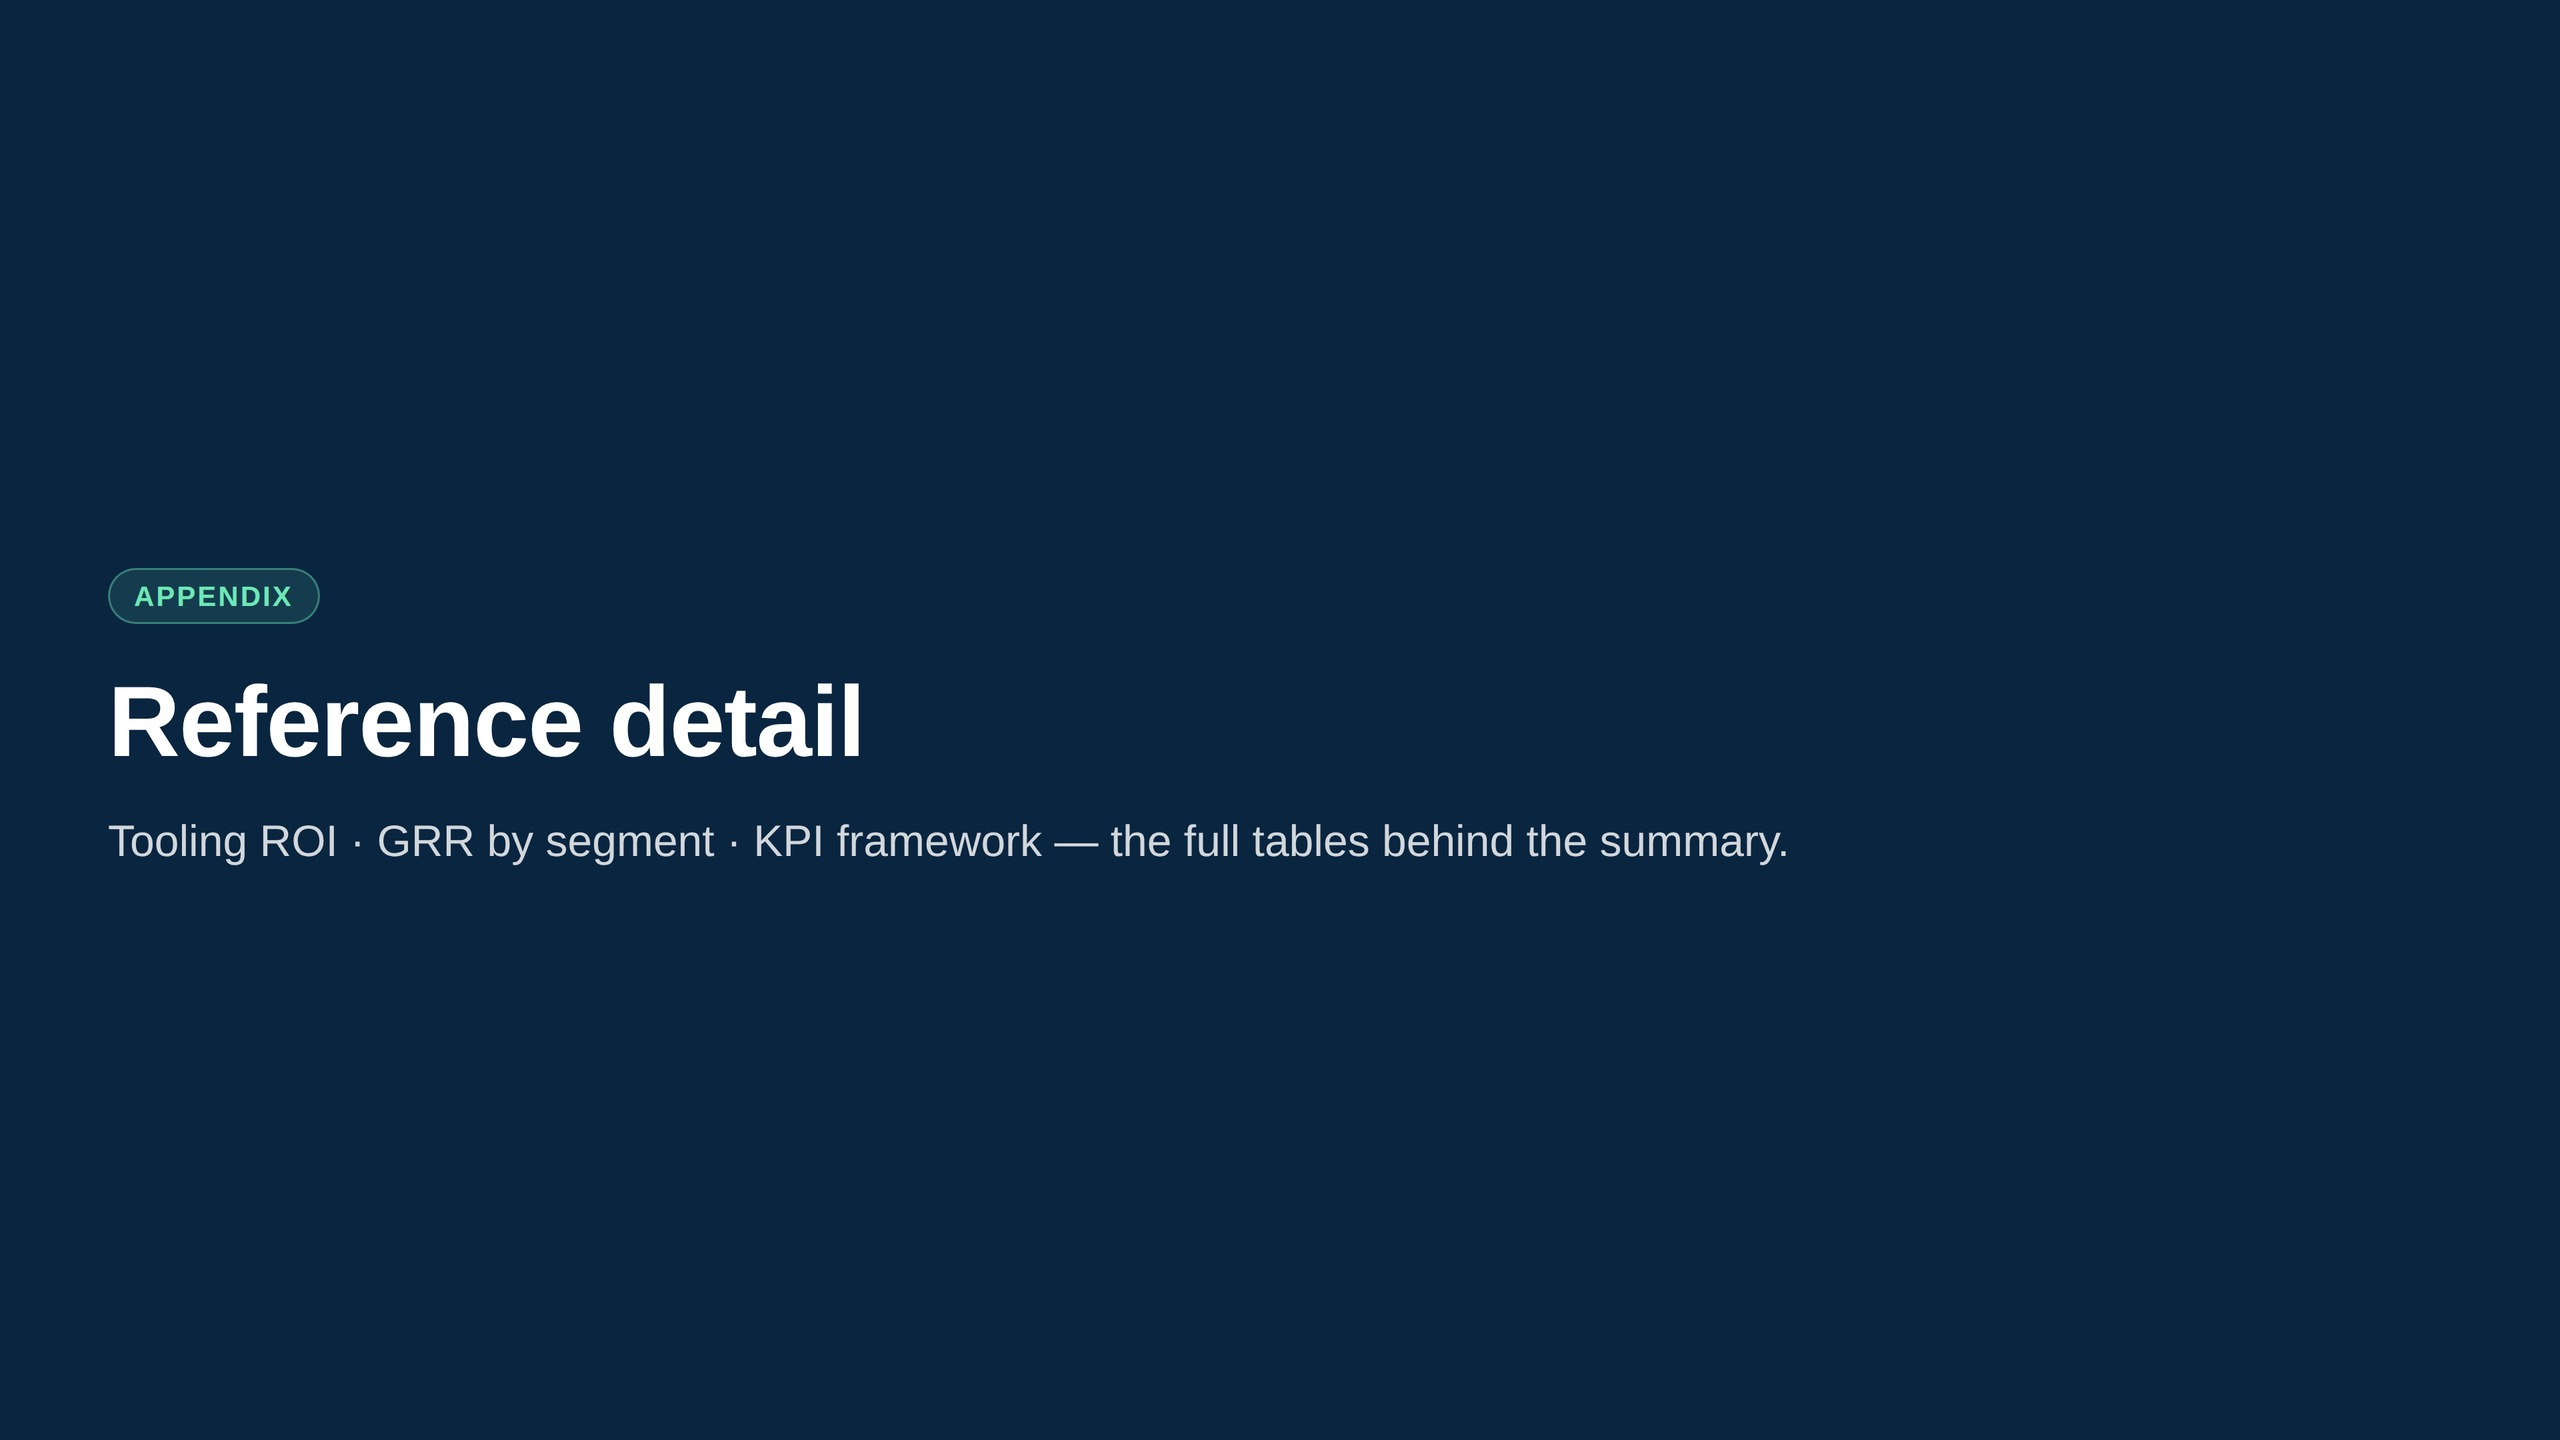 APPENDIX
Reference detail
Tooling ROI · GRR by segment · KPI framework — the full tables behind the summary.